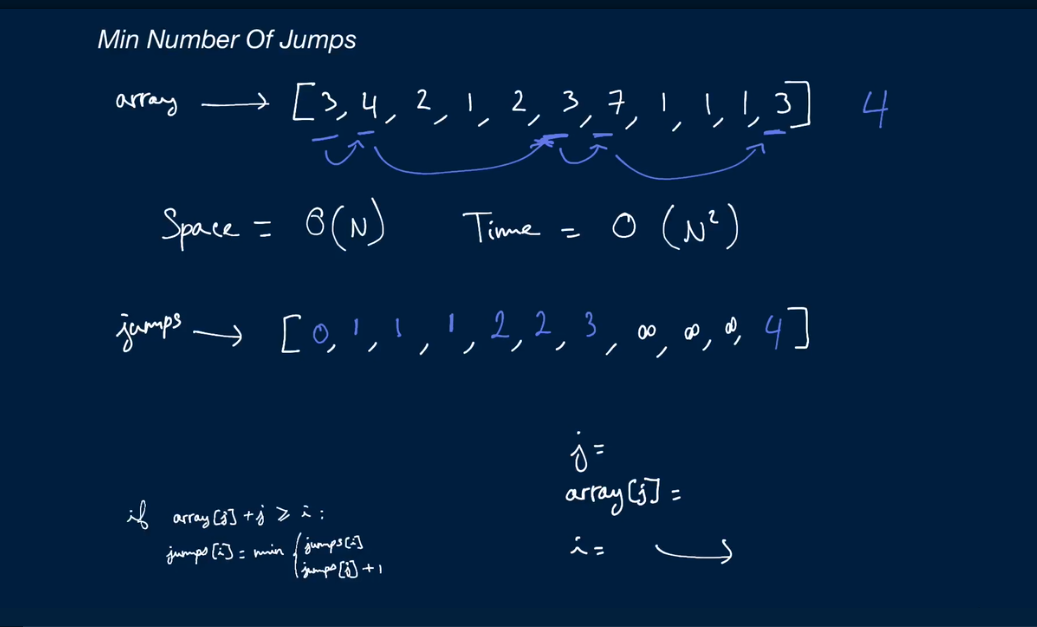 Min Number Of Jumps
array → [3, 4, 2, 1, 2, 3, 7, 1, 1, 1, 3] 4
Space = O(N) Time = O(N²)
jumps → [0, 1, 1, 1, 2, 2, 3, ∞, ∞, ∞, 4]
j =
array[j] =
i = →
if array[j] + j ≥ i :
jumps[i] = min { jumps[i]
jumps[j] + 1